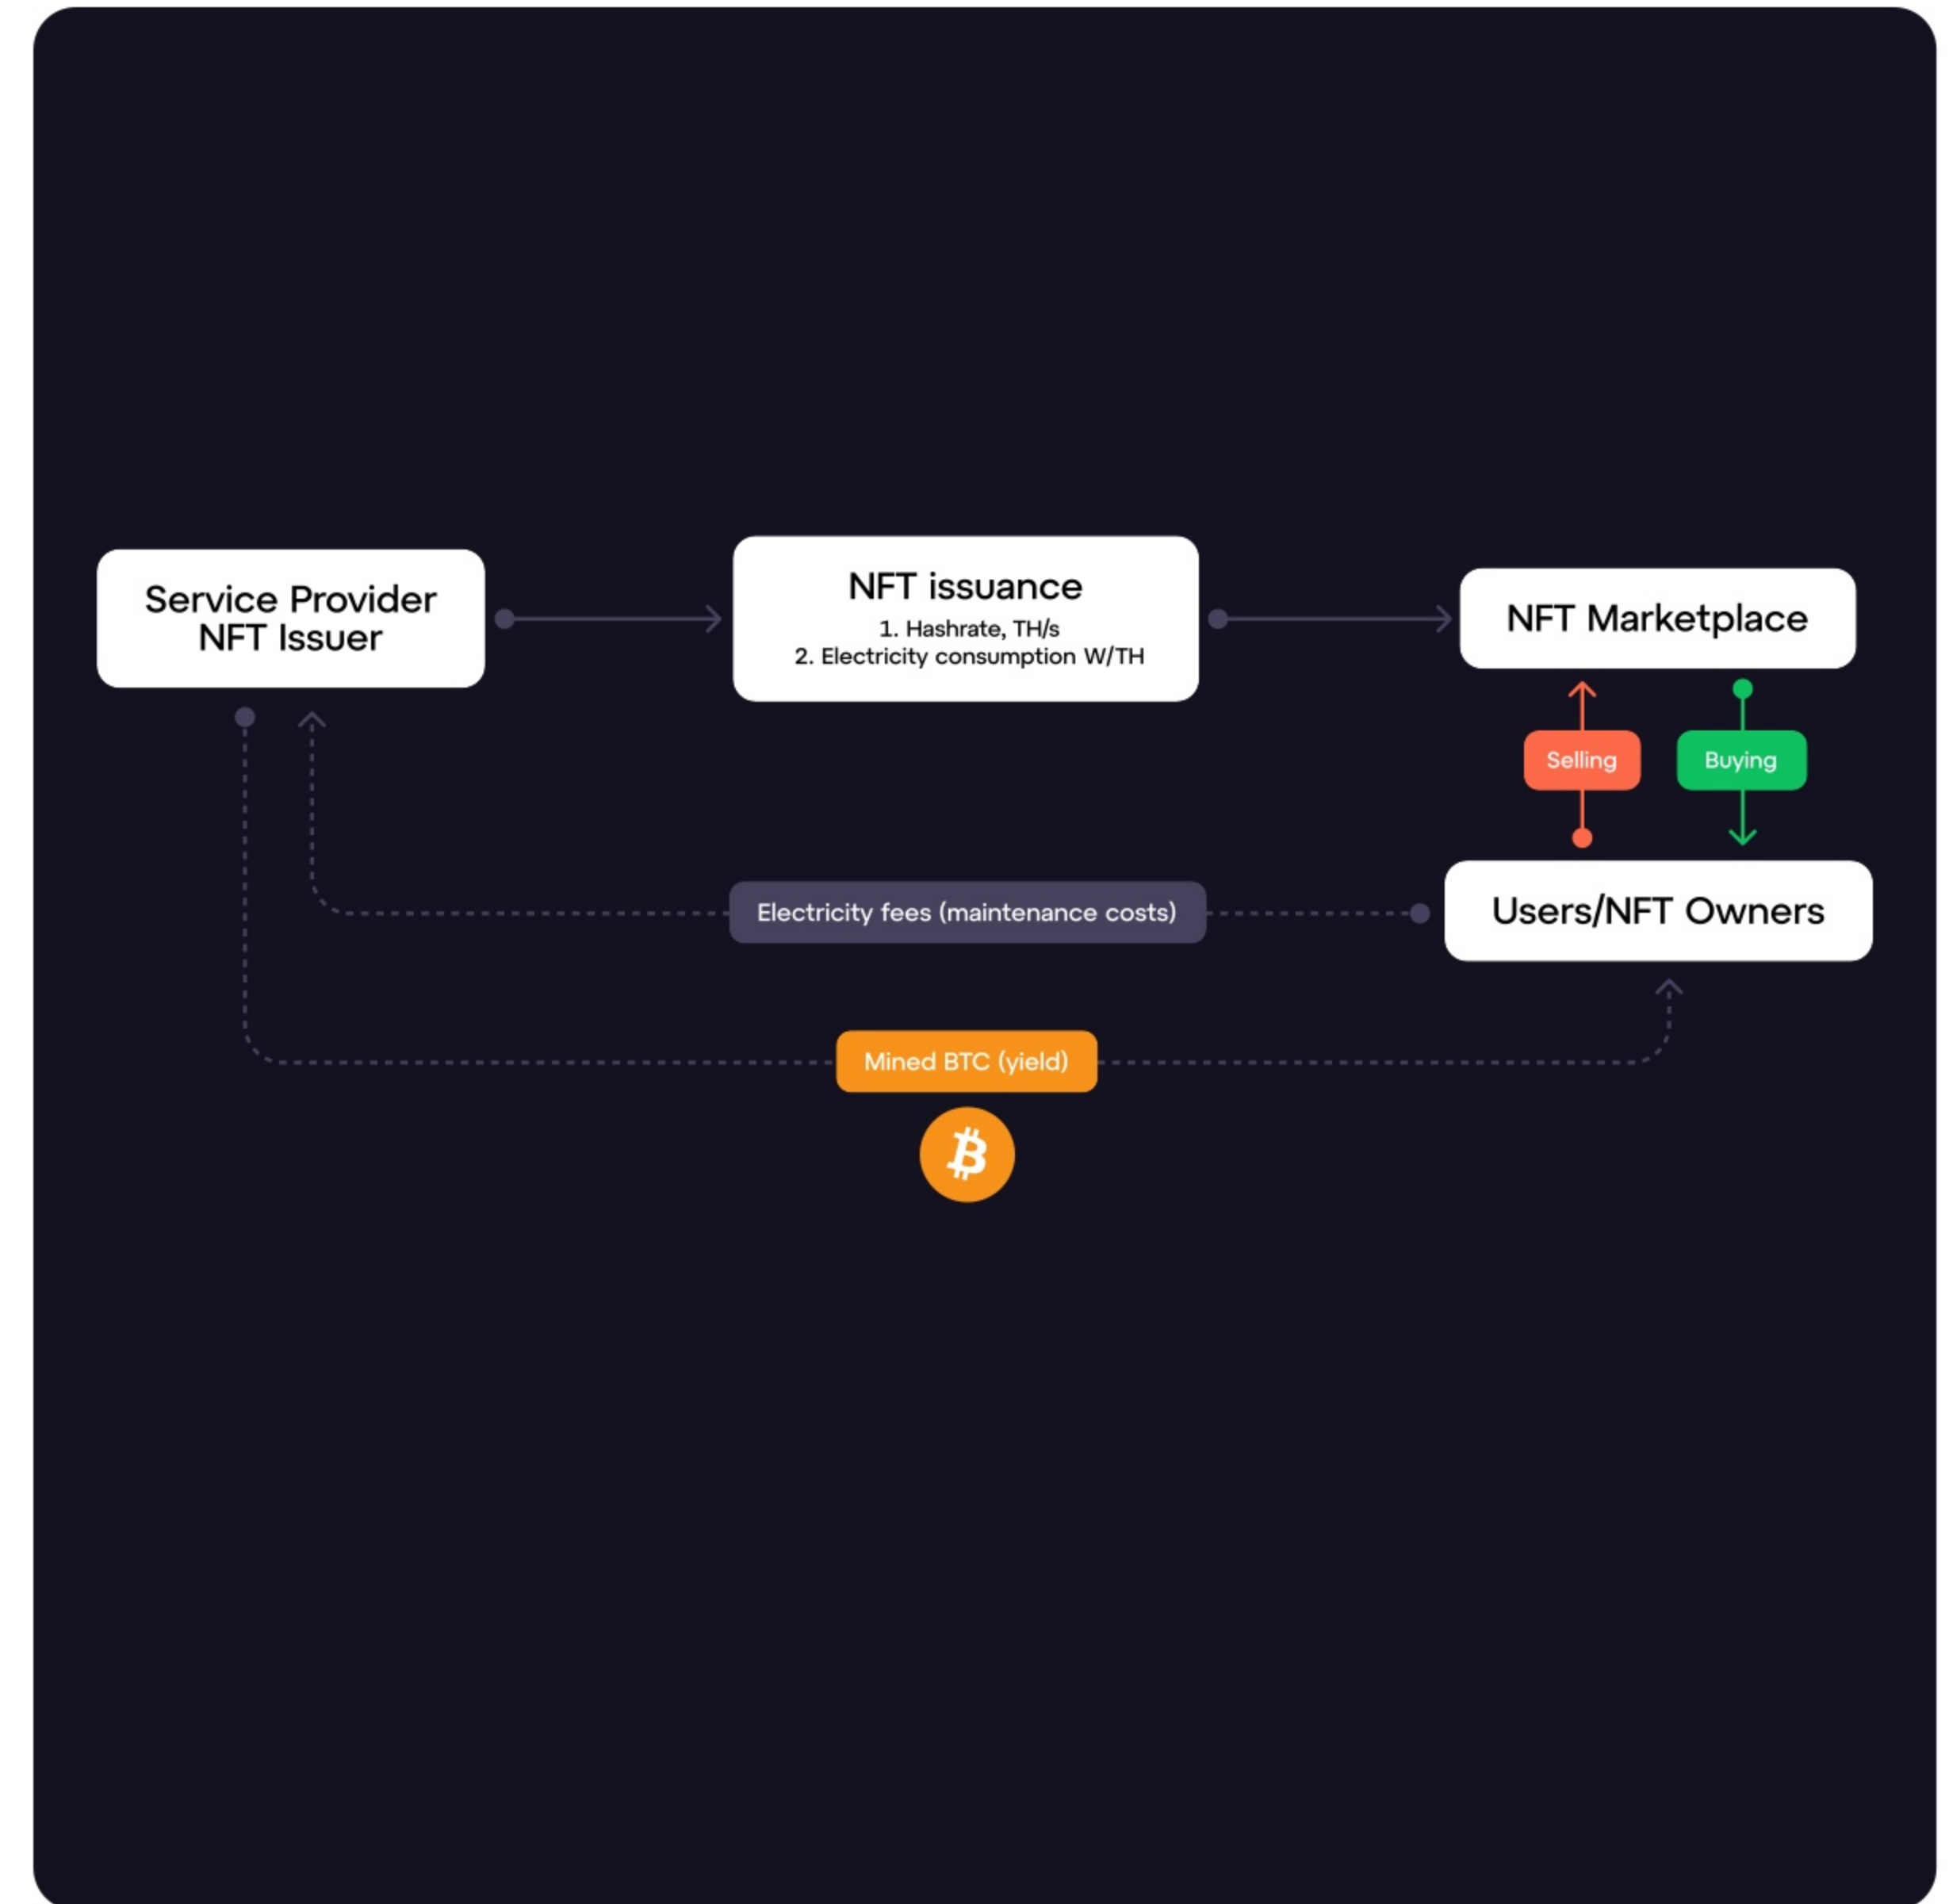 Service Provider
NFT Issuer
NFT issuance
1. Hashrate, TH/s
2. Electricity consumption W/TH
NFT Marketplace
Selling
Buying
Electricity fees (maintenance costs)
Users/NFT Owners
Mined BTC (yield)